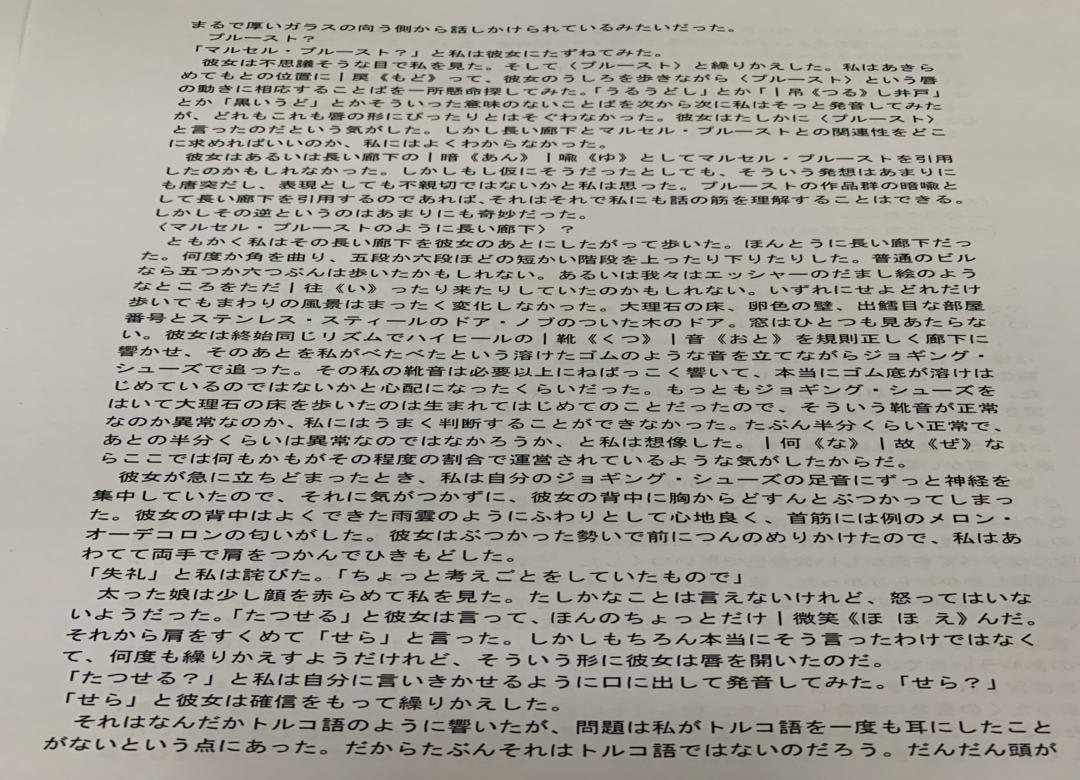 まるで厚いガラスの向う側から話しかけられているみたいだった。
プルースト？
「マルセル・プルースト？」と私は彼女にたずねてみた。
彼女は不思議そうな目で私を見た。そして〈プルースト〉と繰りかえした。私はあきら
めてもとの位置に｜戻《もど》って、彼女のうしろを歩きながら〈プルースト〉という唇
の動きに相応することばを一所懸命探してみた。「うるうどし」とか「｜吊《つる》し井戸」
とか「黒いうど」とかそういった意味のないことばを次から次に私はそっと発音してみた
が、どれもこれも唇の形にぴったりとはそぐわなかった。彼女はたしかに〈プルースト〉
と言ったのだという気がした。しかし長い廊下とマルセル・プルーストとの関連性をどこ
に求めればいいのか、私にはよくわからなかった。
彼女はあるいは長い廊下の｜暗《あん》｜喩《ゆ》としてマルセル・プルーストを引用
したのかもしれなかった。しかしもし仮にそうだったとしても、そういう発想はあまりに
も唐突だし、表現としても不親切ではないかと私は思った。プルーストの作品群の暗喩と
して長い廊下を引用するのであれば、それはそれで私にも話の筋を理解することはできる。
しかしその逆というのはあまりにも奇妙だった。
〈マルセル・プルーストのように長い廊下〉？
ともかく私はその長い廊下を彼女のあとにしたがって歩いた。ほんとうに長い廊下だっ
た。何度か角を曲り、五段か六段ほどの短かい階段を上ったり下りたりした。普通のビル
なら五つか六つぶんは歩いたかもしれない。あるいは我々はエッシャーのだまし絵のよう
なところをただ｜往《い》ったり来たりしていたのかもしれない。いずれにせよどれだけ
歩いてもまわりの風景はまったく変化しなかった。大理石の床、卵色の壁、出鱈目な部屋
番号とステンレス・スティールのドア・ノブのついた木のドア。窓はひとつも見あたらな
い。彼女は終始同じリズムでハイヒールの｜靴《くつ》｜音《おと》を規則正しく廊下に
響かせ、そのあとを私がべたべたという溶けたゴムのような音を立てながらジョギング・
シューズで追った。その私の靴音は必要以上にねばっこく響いて、本当にゴム底が溶けは
じめているのではないかと心配になったくらいだった。もっともジョギング・シューズを
はいて大理石の床を歩いたのは生まれてはじめてのことだったので、そういう靴音が正常
なのか異常なのか、私にはうまく判断することができなかった。たぶん半分くらい正常で、
あとの半分くらいは異常なのではなかろうか、と私は想像した。｜何《な》｜故《ぜ》な
らここでは何もかもがその程度の割合で運営されているような気がしたからだ。
彼女が急に立ちどまったとき、私は自分のジョギング・シューズの足音にずっと神経を
集中していたので、それに気がつかずに、彼女の背中に胸からどすんとぶつかってしまっ
た。彼女の背中はよくできた雨雲のようにふわりとして心地良く、首筋には例のメロン・
オーデコロンの匂いがした。彼女はぶつかった勢いで前につんのめりかけたので、私はあ
わてて両手で肩をつかんでひきもどした。
「失礼」と私は詫びた。「ちょっと考えごとをしていたもので」
太った娘は少し顔を赤らめて私を見た。たしかなことは言えないけれど、怒ってはいな
いようだった。「たつせる」と彼女は言って、ほんのちょっとだけ｜微笑《ほ ほ え》んだ。
それから肩をすくめて「せら」と言った。しかしもちろん本当にそう言ったわけではなく
て、何度も繰りかえすようだけれど、そういう形に彼女は唇を開いたのだ。
「たつせる？」と私は自分に言いきかせるように口に出して発音してみた。「せら？」
「せら」と彼女は確信をもって繰りかえした。
それはなんだかトルコ語のように響いたが、問題は私がトルコ語を一度も耳にしたこと
がないという点にあった。だからたぶんそれはトルコ語ではないのだろう。だんだん頭が